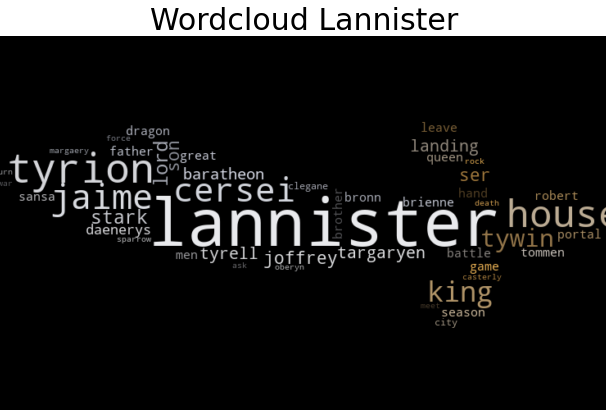 Wordcloud Lannister
leave
dragon
force
lord
son
landing
margaery
father
great
queen
rock
tyrion
urn
baratheon
ser
war
cersei
clegane
hand
sansa
jaime
brother
bronn
brienne
death
robert
stark
lannister
house
daenerys
sparrow
tywin
portal
men
tyrell
joffrey
targaryen
battle
tommen
ask
oberyn
game
casterly
king
meet
season
city